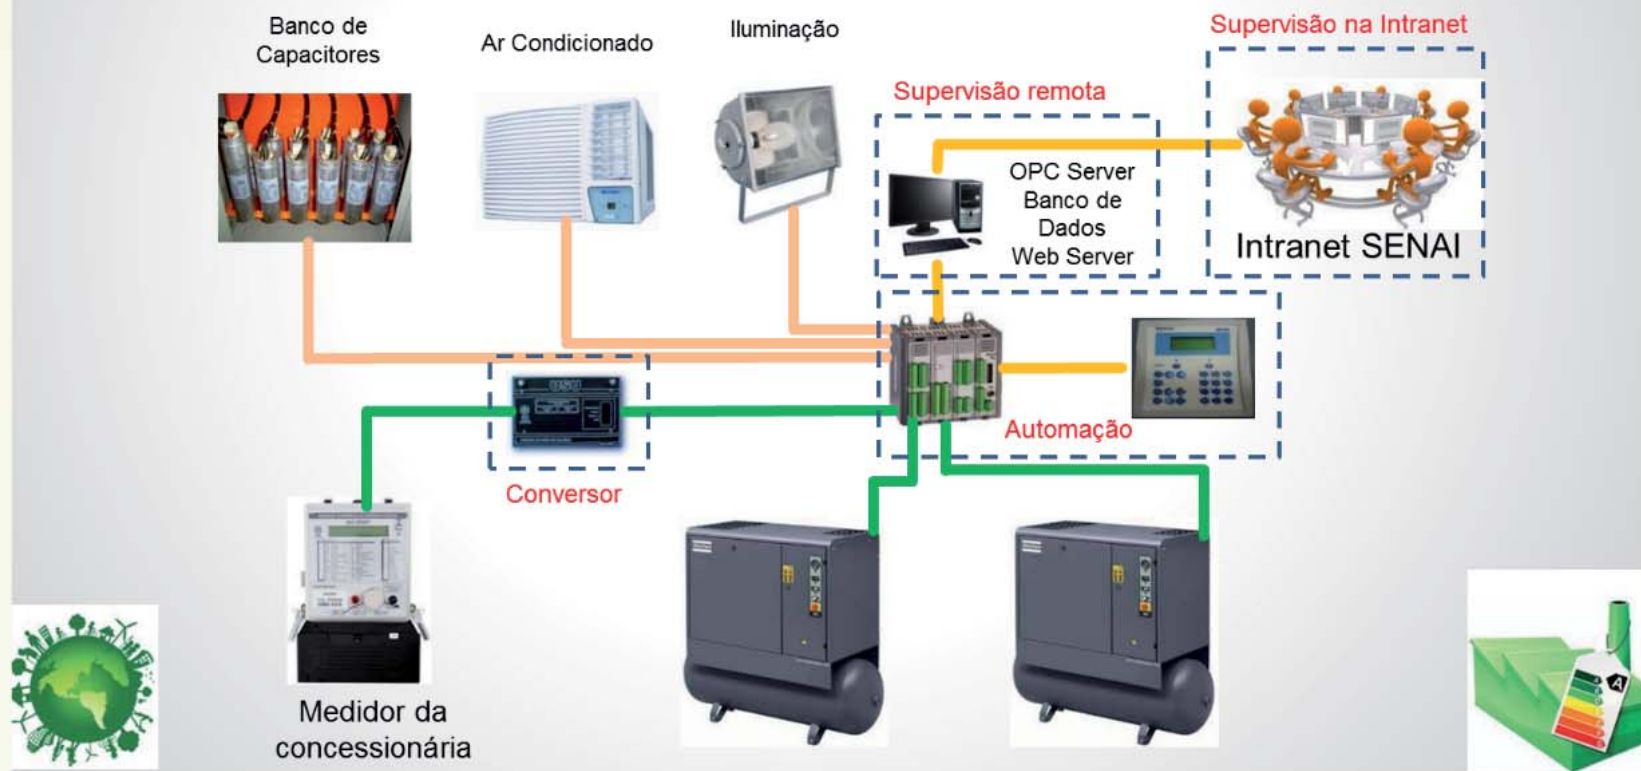 Banco de
Capacitores
Ar Condicionado
Iluminação
Supervisão remota
Supervisão na Intranet
OPC Server
Banco de
Dados
Web Server
Intranet SENAI
Automação
Conversor
Medidor da
concessionária
A